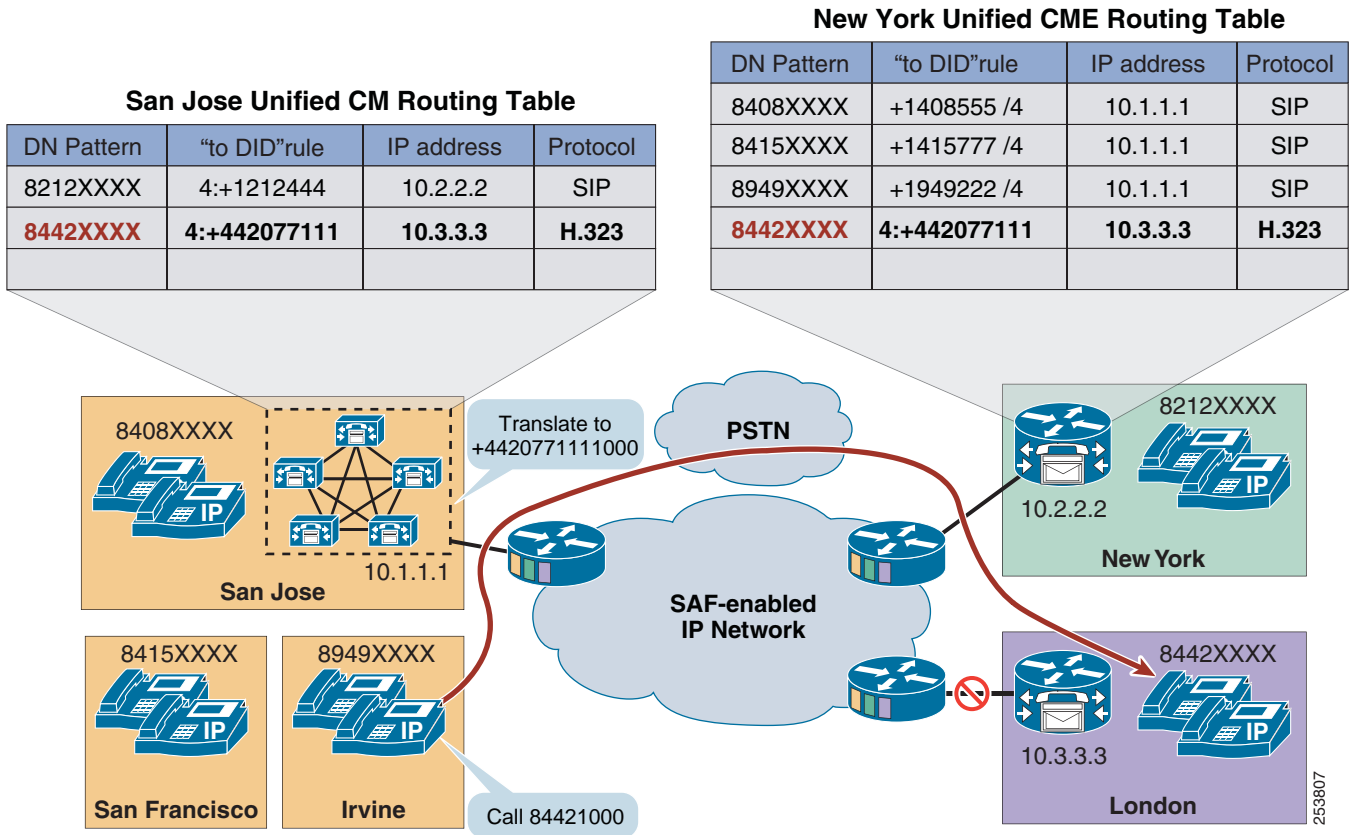 New York Unified CME Routing Table
DN Pattern “to DID”rule IP address Protocol
8408XXXX +1408555 /4 10.1.1.1 SIP
8415XXXX +1415777 /4 10.1.1.1 SIP
8949XXXX +1949222 /4 10.1.1.1 SIP
8442XXXX 4:+442077111 10.3.3.3 H.323
San Jose Unified CM Routing Table
DN Pattern “to DID”rule IP address Protocol
8212XXXX 4:+1212444 10.2.2.2 SIP
8442XXXX 4:+442077111 10.3.3.3 H.323
8408XXXX
IP
10.1.1.1
San Jose
Translate to
+4420771111000
PSTN
8212XXXX
IP
10.2.2.2
New York
SAF-enabled
IP Network
8415XXXX
IP
San Francisco
8949XXXX
IP
Irvine
Call 84421000
8442XXXX
IP
10.3.3.3
London
253807